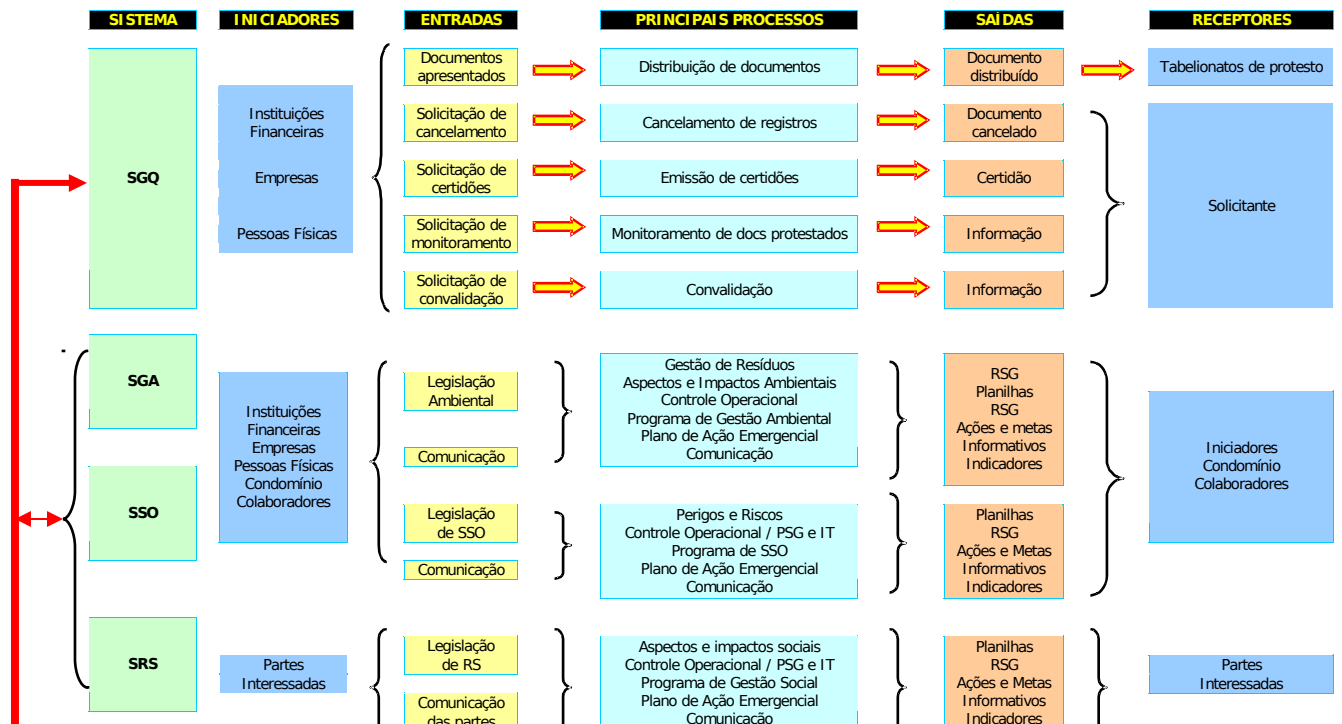 SISTEMA INICIADORES ENTRADAS PRINCIPAIS PROCESSOS SAÍDAS RECEPTORES
SGQ
Instituições
Financeiras
Empresas
Pessoas Físicas
Documentos
apresentados
Distribuição de documentos
Documento
distribuído
Tabelionatos de protesto
Solicitação de
cancelamento
Cancelamento de registros
Documento
cancelado
Solicitação de
certidões
Emissão de certidões
Certidão
Solicitação de
monitoramento
Monitoramento de docs protestados
Informação
Solicitação de
convalidação
Convalidação
Informação
Solicitante
SGA
SSO
Instituições
Financeiras
Empresas
Pessoas Físicas
Condomínio
Colaboradores
Legislação
Ambiental
Comunicação
Gestão de Resíduos
Aspectos e Impactos Ambientais
Controle Operacional
Programa de Gestão Ambiental
Plano de Ação Emergencial
Comunicação
RSG
Planilhas
RSG
Ações e metas
Informativos
Indicadores
Iniciadores
Condomínio
Colaboradores
Legislação
de SSO
Comunicação
Perigos e Riscos
Controle Operacional / PSG e IT
Programa de SSO
Plano de Ação Emergencial
Comunicação
Planilhas
RSG
Ações e Metas
Informativos
Indicadores
SRS
Partes
Interessadas
Legislação
de RS
Comunicação
das partes
Aspectos e impactos sociais
Controle Operacional / PSG e IT
Programa de Gestão Social
Plano de Ação Emergencial
Comunicação
Planilhas
RSG
Ações e Metas
Informativos
Indicadores
Partes
Interessadas